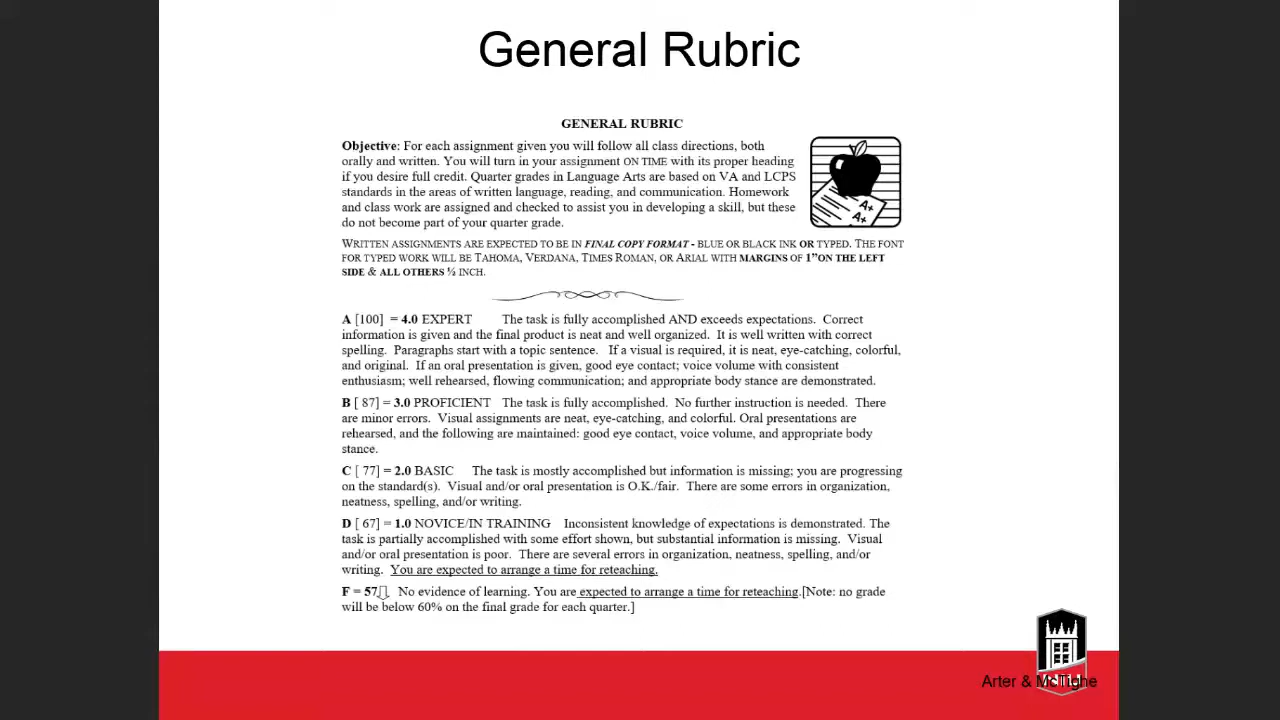 General Rubric
GENERAL RUBRIC
Objective: For each assignment given you will follow all class directions, both
orally and written. You will turn in your assignment ON TIME with its proper heading
if you desire full credit. Quarter grades in Language Arts are based on VA and LCPS
standards in the areas of written language, reading, and communication. Homework
and class work are assigned and checked to assist you in developing a skill, but these
do not become part of your quarter grade.
A+
A+
WRITTEN ASSIGNMENTS ARE EXPECTED TO BE IN FINAL COPY FORMAT - BLUE OR BLACK INK OR TYPED. THE FONT
FOR TYPED WORK WILL BE TAHOMA, VERDANA, TIMES ROMAN, OR ARIAL WITH MARGINS OF 1”ON THE LEFT
SIDE & ALL OTHERS ½ INCH.
A [100] = 4.0 EXPERT The task is fully accomplished AND exceeds expectations. Correct
information is given and the final product is neat and well organized. It is well written with correct
spelling. Paragraphs start with a topic sentence. If a visual is required, it is neat, eye-catching, colorful,
and original. If an oral presentation is given, good eye contact; voice volume with consistent
enthusiasm; well rehearsed, flowing communication; and appropriate body stance are demonstrated.
B [ 87] = 3.0 PROFICIENT The task is fully accomplished. No further instruction is needed. There
are minor errors. Visual assignments are neat, eye-catching, and colorful. Oral presentations are
rehearsed, and the following are maintained: good eye contact, voice volume, and appropriate body
stance.
C [ 77] = 2.0 BASIC The task is mostly accomplished but information is missing; you are progressing
on the standard(s). Visual and/or oral presentation is O.K./fair. There are some errors in organization,
neatness, spelling, and/or writing.
D [ 67] = 1.0 NOVICE/IN TRAINING Inconsistent knowledge of expectations is demonstrated. The
task is partially accomplished with some effort shown, but substantial information is missing. Visual
and/or oral presentation is poor. There are several errors in organization, neatness, spelling, and/or
writing. You are expected to arrange a time for reteaching.
F = 57 No evidence of learning. You are expected to arrange a time for reteaching.[Note: no grade
will be below 60% on the final grade for each quarter.]
Arter & McTighe